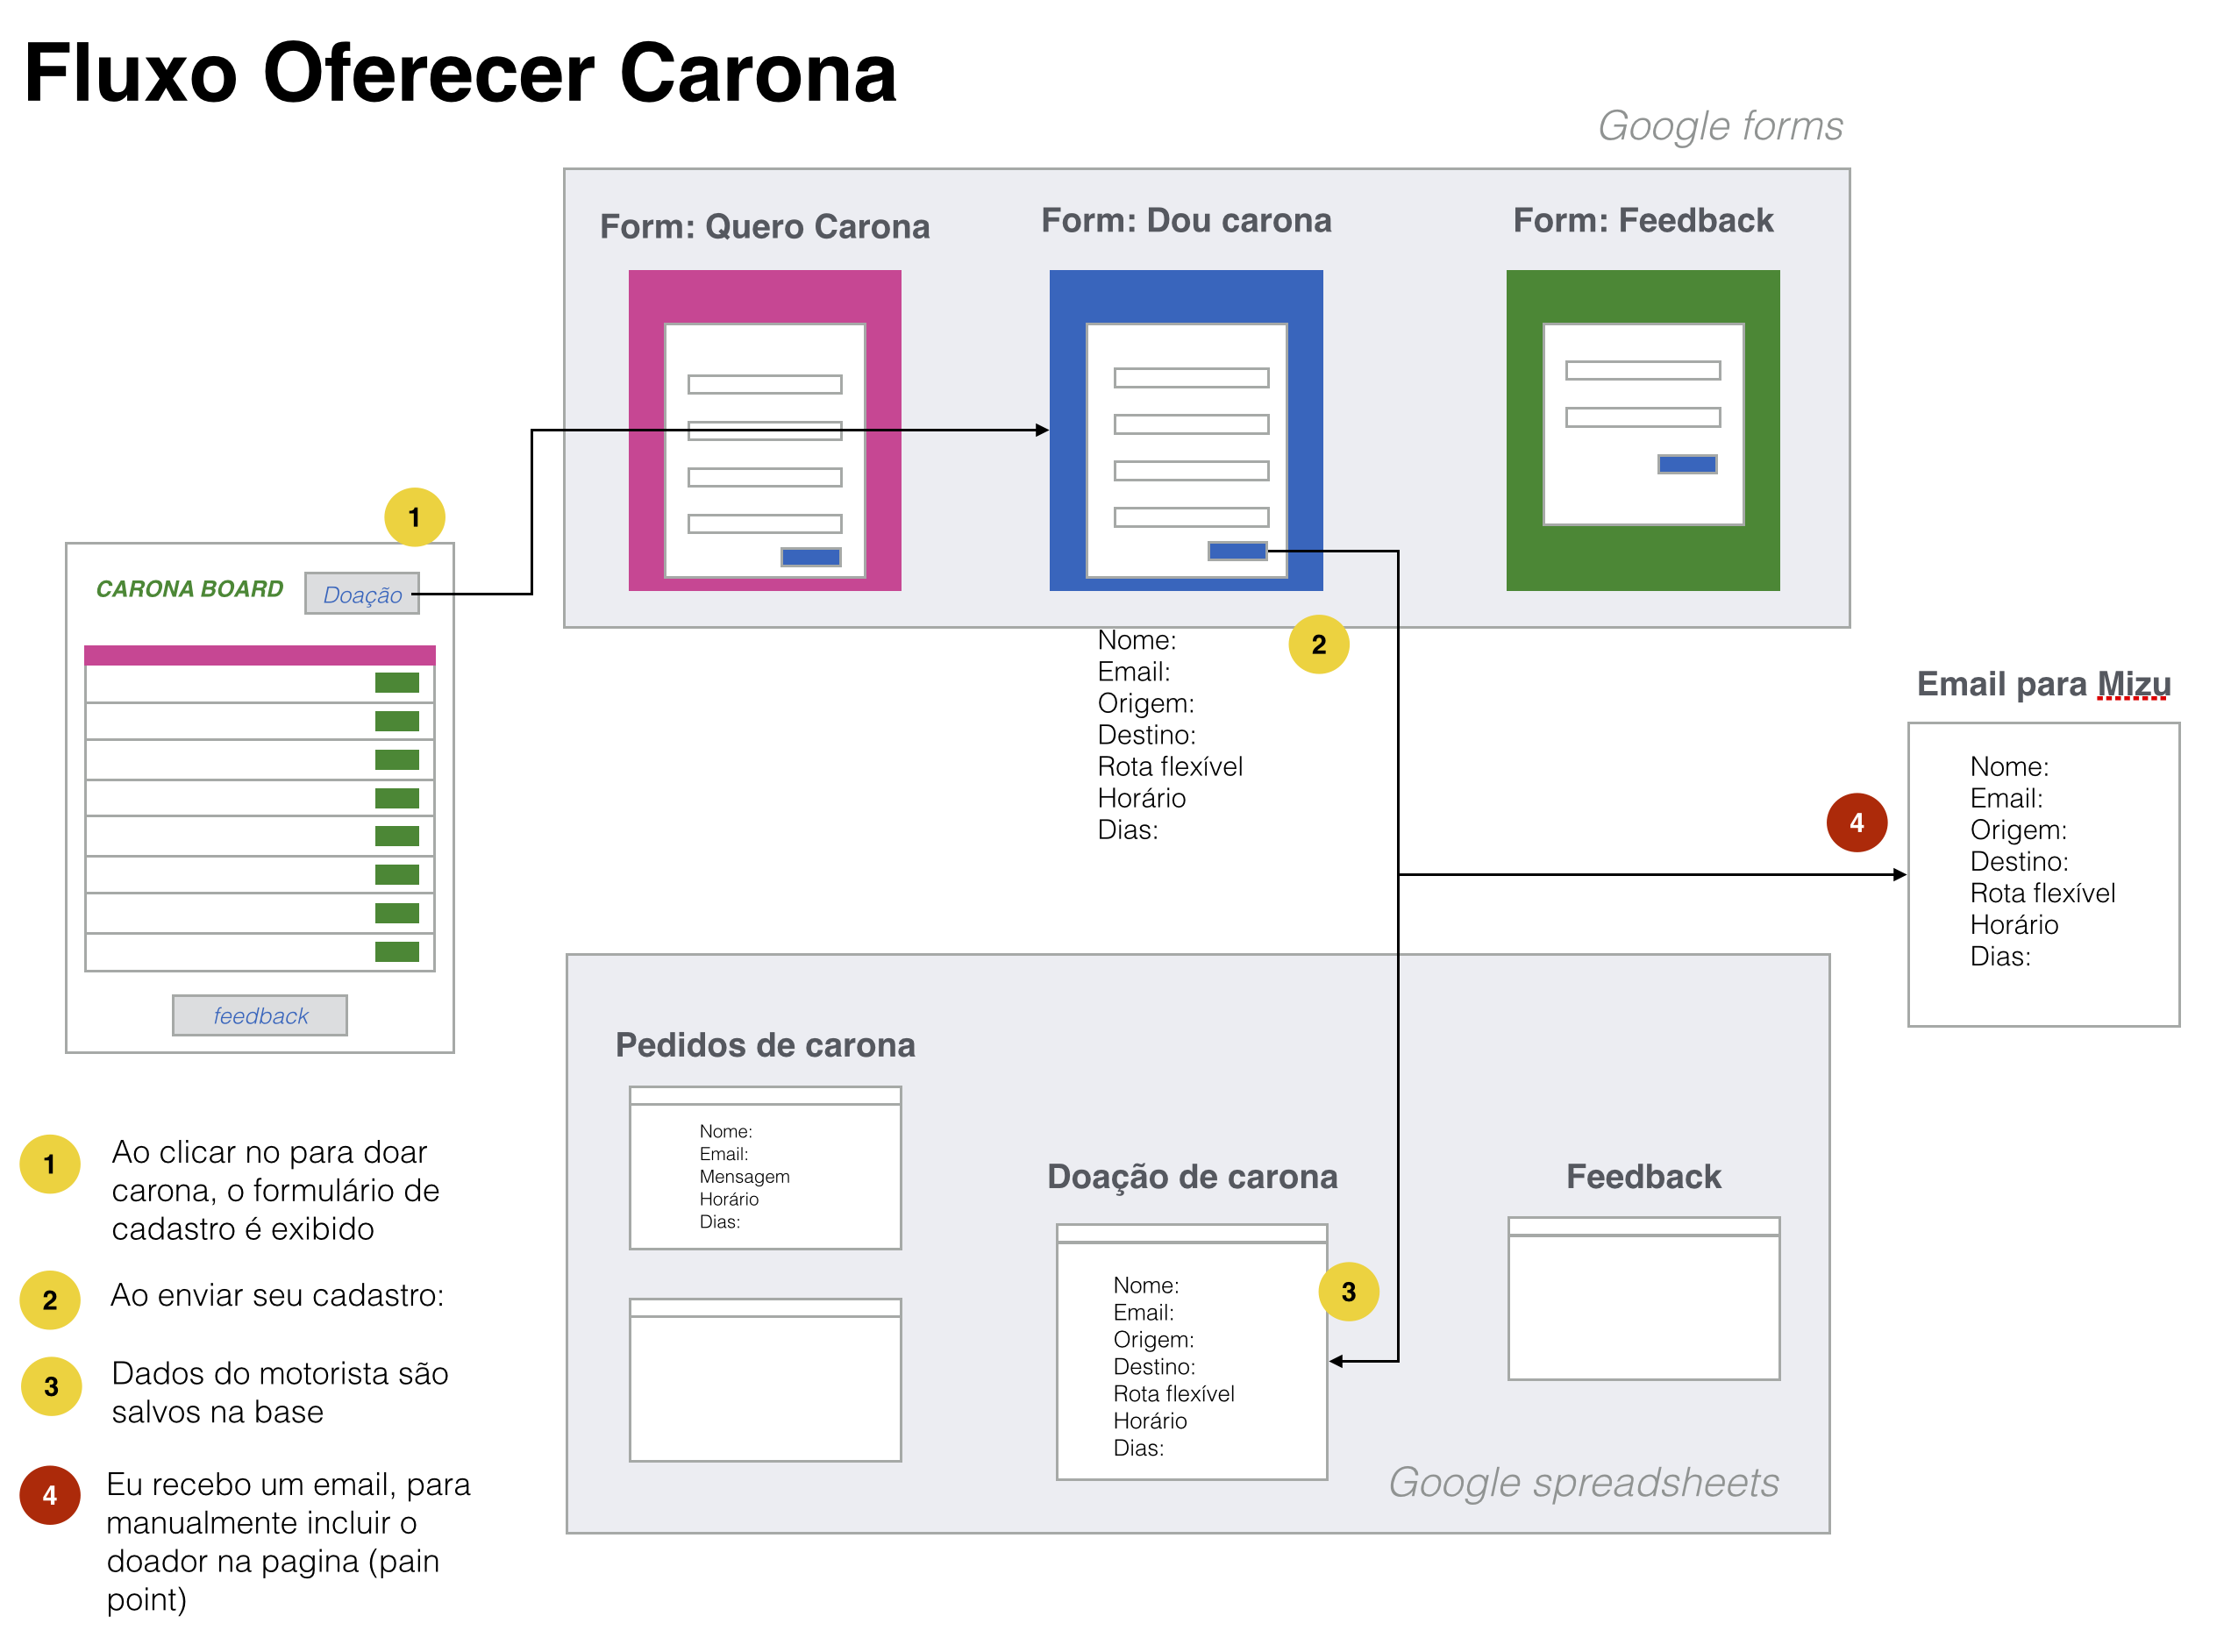 Fluxo Oferecer Carona
Google forms
Form: Quero Carona
Form: Dou carona
Form: Feedback
1
CARONA BOARD
Doação
feedback
2
Nome:
Email:
Origem:
Destino:
Rota flexível
Horário
Dias:
Email para Mizu
4
Nome:
Email:
Origem:
Destino:
Rota flexível
Horário
Dias:
Pedidos de carona
Nome:
Email:
Mensagem
Horário
Dias:
Doação de carona
3
Nome:
Email:
Origem:
Destino:
Rota flexível
Horário
Dias:
Feedback
Google spreadsheets
1
Ao clicar no para doar
carona, o formulário de
cadastro é exibido
2
Ao enviar seu cadastro:
3
Dados do motorista são
salvos na base
4
Eu recebo um email, para
manualmente incluir o
doador na pagina (pain
point)